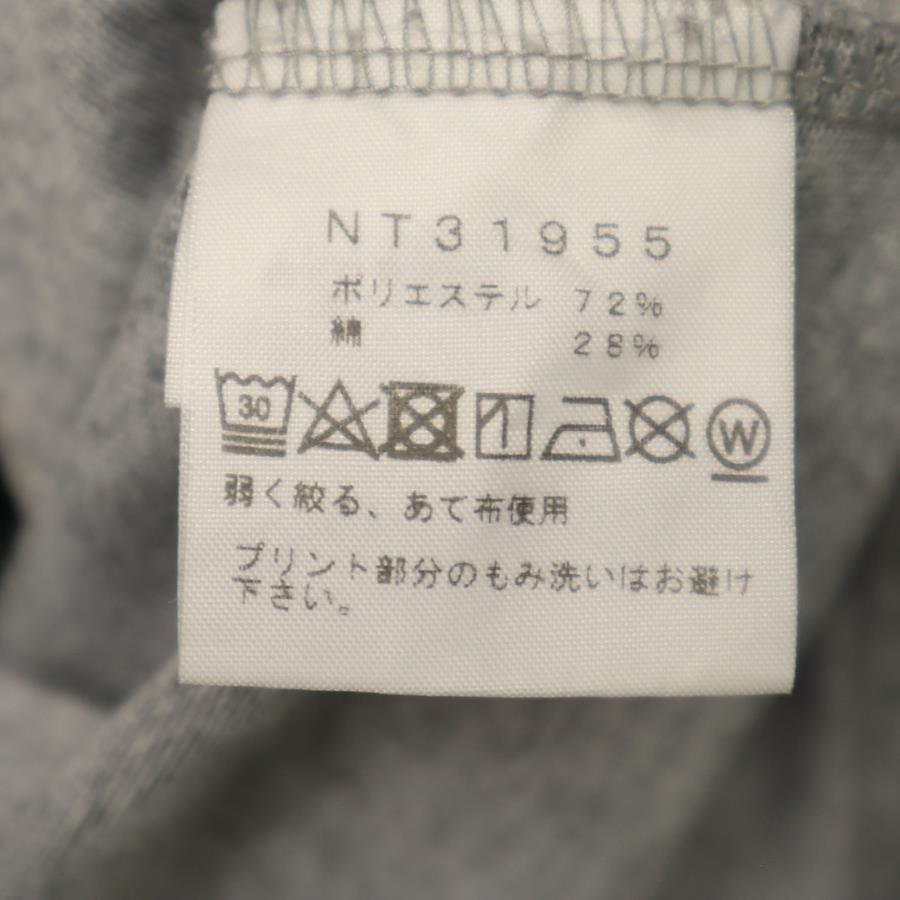 NT31955
ポリエステル 72%
綿 28%
30 W
弱く絞る、あて布使用
プリント部分のもみ洗いはお避け
下さい。